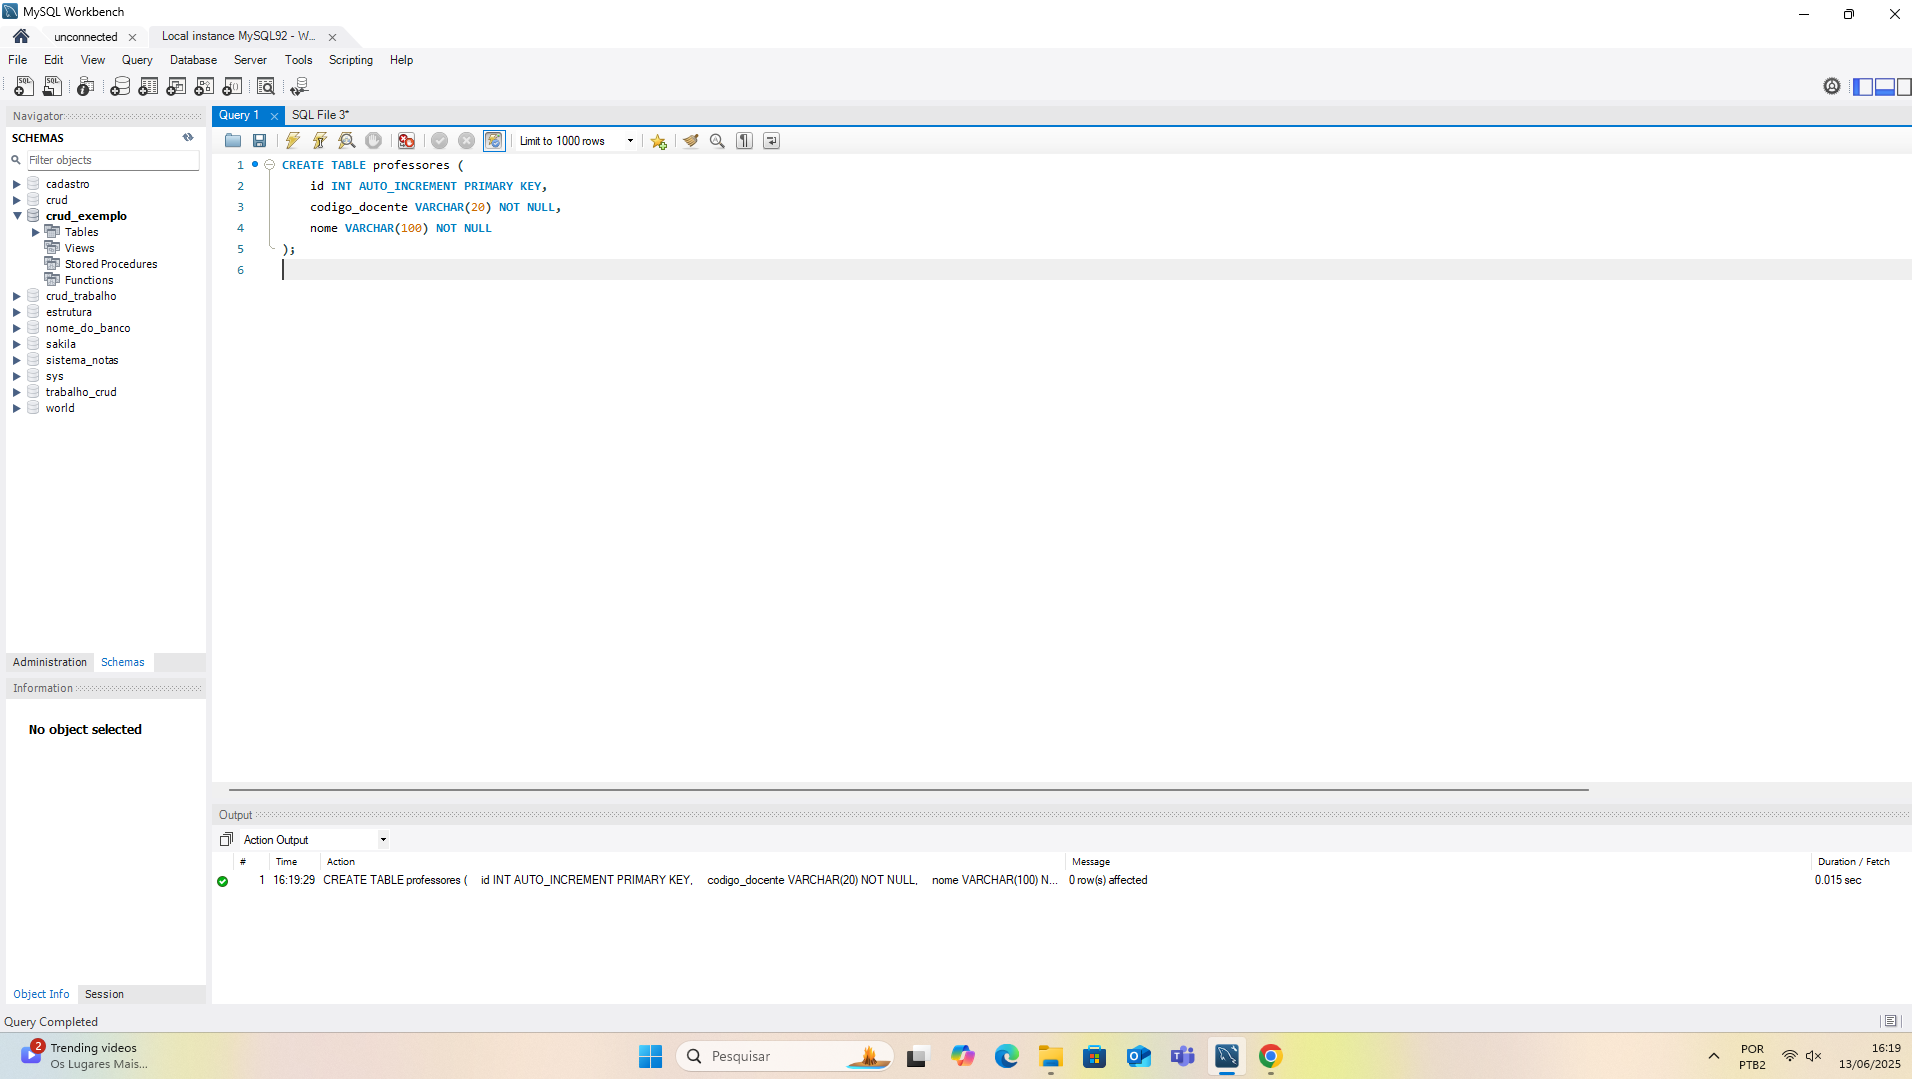 MySQL Workbench
unconnected
Local instance MySQL92 - W...
File Edit View Query Database Server Tools Scripting Help
Navigator
Query 1
SQL File 3*
SCHEMAS
Limit to 1000 rows
Filter objects
1 CREATE TABLE professores (
2 id INT AUTO_INCREMENT PRIMARY KEY,
3 codigo_docente VARCHAR(20) NOT NULL,
4 nome VARCHAR(100) NOT NULL
5 );
6
cadastro
crud
crud_exemplo
Tables
Views
Stored Procedures
Functions
crud_trabalho
estrutura
nome_do_banco
sakila
sistema_notas
sys
trabalho_crud
world
Administration Schemas
Information
No object selected
Output
Action Output
# Time Action Message Duration / Fetch
1 16:19:29 CREATE TABLE professores ( id INT AUTO_INCREMENT PRIMARY KEY, codigo_docente VARCHAR(20) NOT NULL, nome VARCHAR(100) N... 0 row(s) affected 0.015 sec
Object Info Session
Query Completed
2
Trending videos
Os Lugares Mais...
Pesquisar
POR
PTB2
16:19
13/06/2025